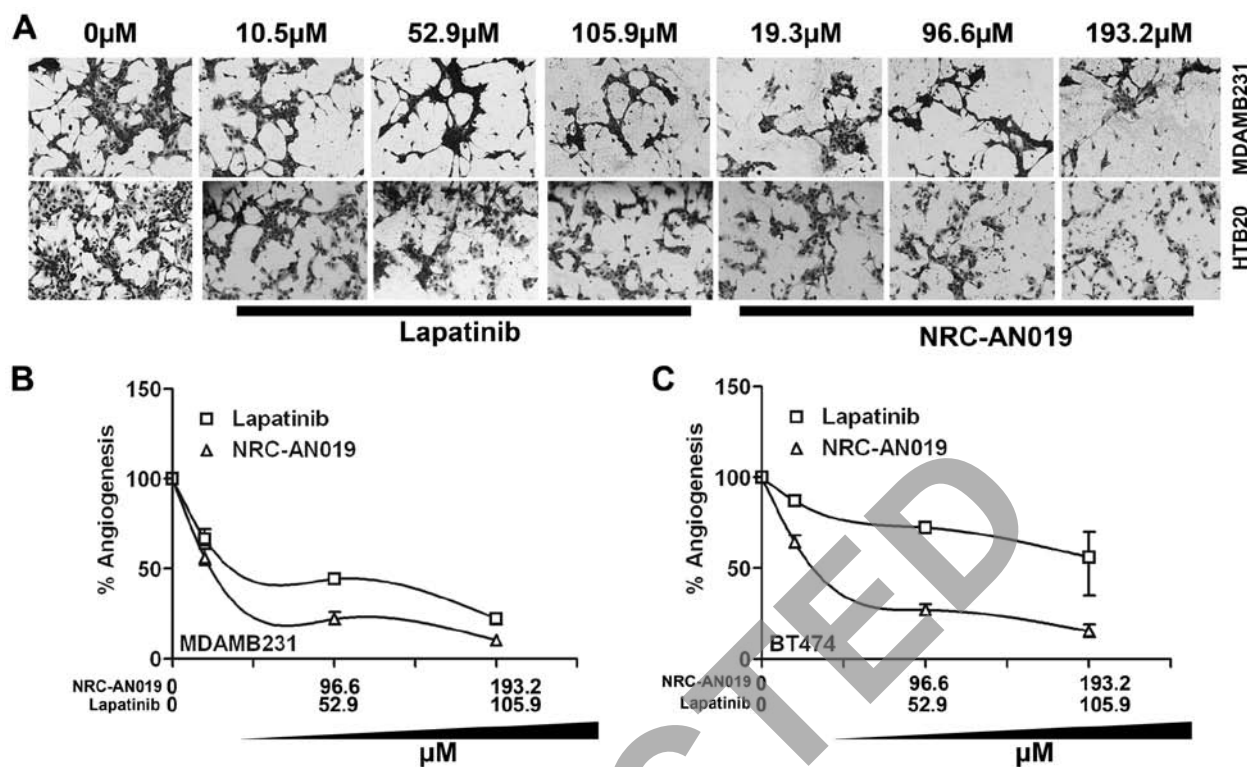 A
0µM 10.5µM 52.9µM 105.9µM 19.3µM 96.6µM 193.2µM
MDAMB231
HTB20
Lapatinib NRC-AN019
B
150
100
50
0
% Angiogenesis
Lapatinib
NRC-AN019
MDAMB231
NRC-AN019 0 96.6 193.2
Lapatinib 0 52.9 105.9
µM
C
150
100
50
0
% Angiogenesis
Lapatinib
NRC-AN019
BT474
NRC-AN019 0 96.6 193.2
Lapatinib 0 52.9 105.9
µM
CTED